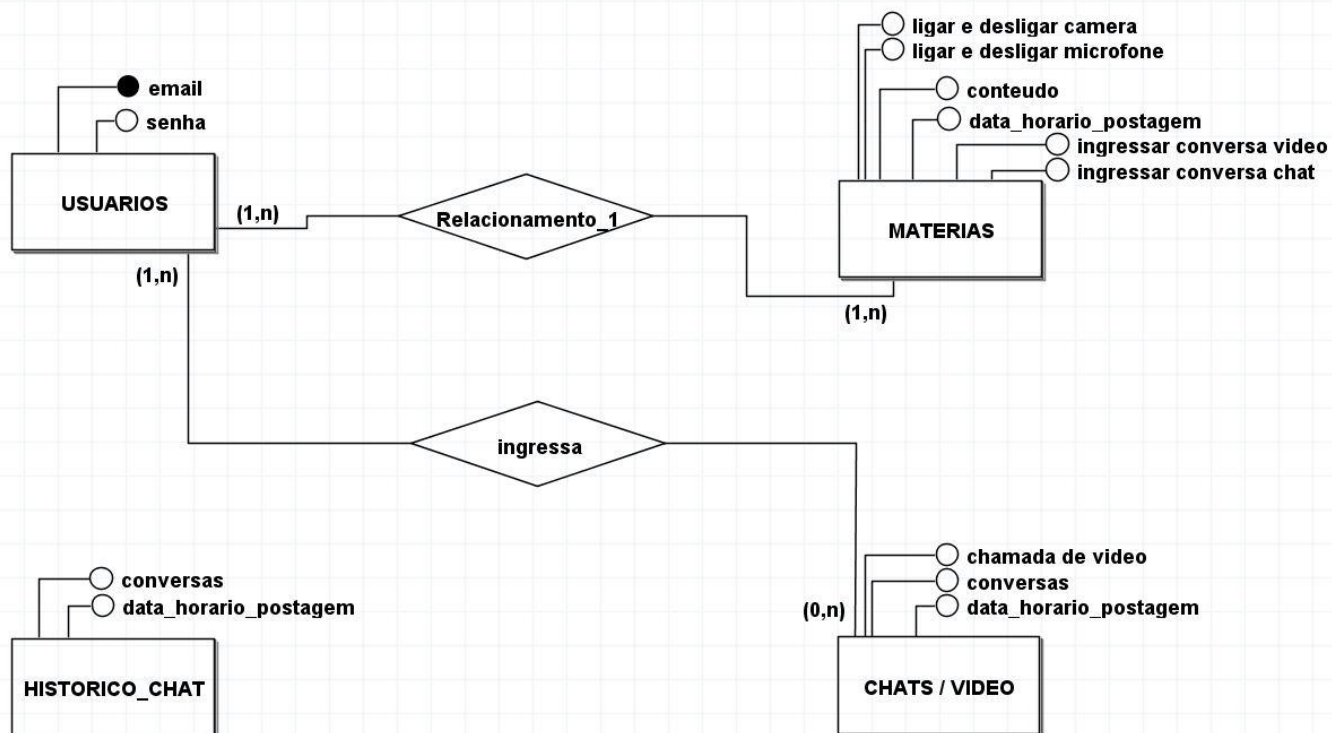 ligar e desligar camera
ligar e desligar microfone
email
conteudo
senha
data_horario_postagem
ingressar conversa video
ingressar conversa chat
USUARIOS
(1,n)
Relacionamento_1
MATERIAS
(1,n)
(1,n)
ingressa
chamada de video
conversas
conversas
data_horario_postagem
data_horario_postagem
(0,n)
HISTORICO_CHAT
CHATS / VIDEO